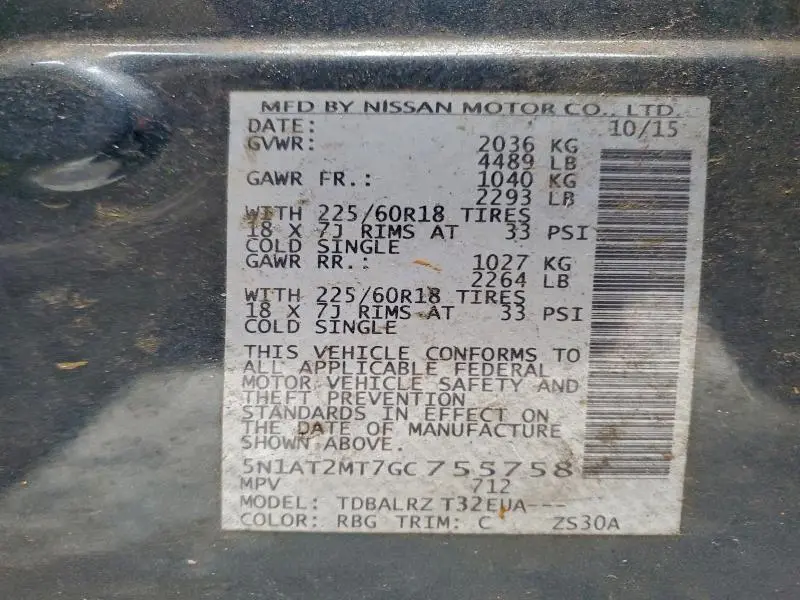 MFD BY NISSAN MOTOR CO., LTD.
DATE: 10/15
GVWR: 2036 KG
4489 LB
GAWR FR.: 1040 KG
2293 LB
WITH 225/60R18 TIRES
18 X 7J RIMS AT 33 PSI
COLD SINGLE
GAWR RR.: 1027 KG
2264 LB
WITH 225/60R18 TIRES
18 X 7J RIMS AT 33 PSI
COLD SINGLE
THIS VEHICLE CONFORMS TO
ALL APPLICABLE FEDERAL
MOTOR VEHICLE SAFETY AND
THEFT PREVENTION
STANDARDS IN EFFECT ON
THE DATE OF MANUFACTURE
SHOWN ABOVE.
5N1AT2MT7GC755758
MPV 712
MODEL: TDBALRZ T32EUA---
COLOR: RBG TRIM: C ZS30A